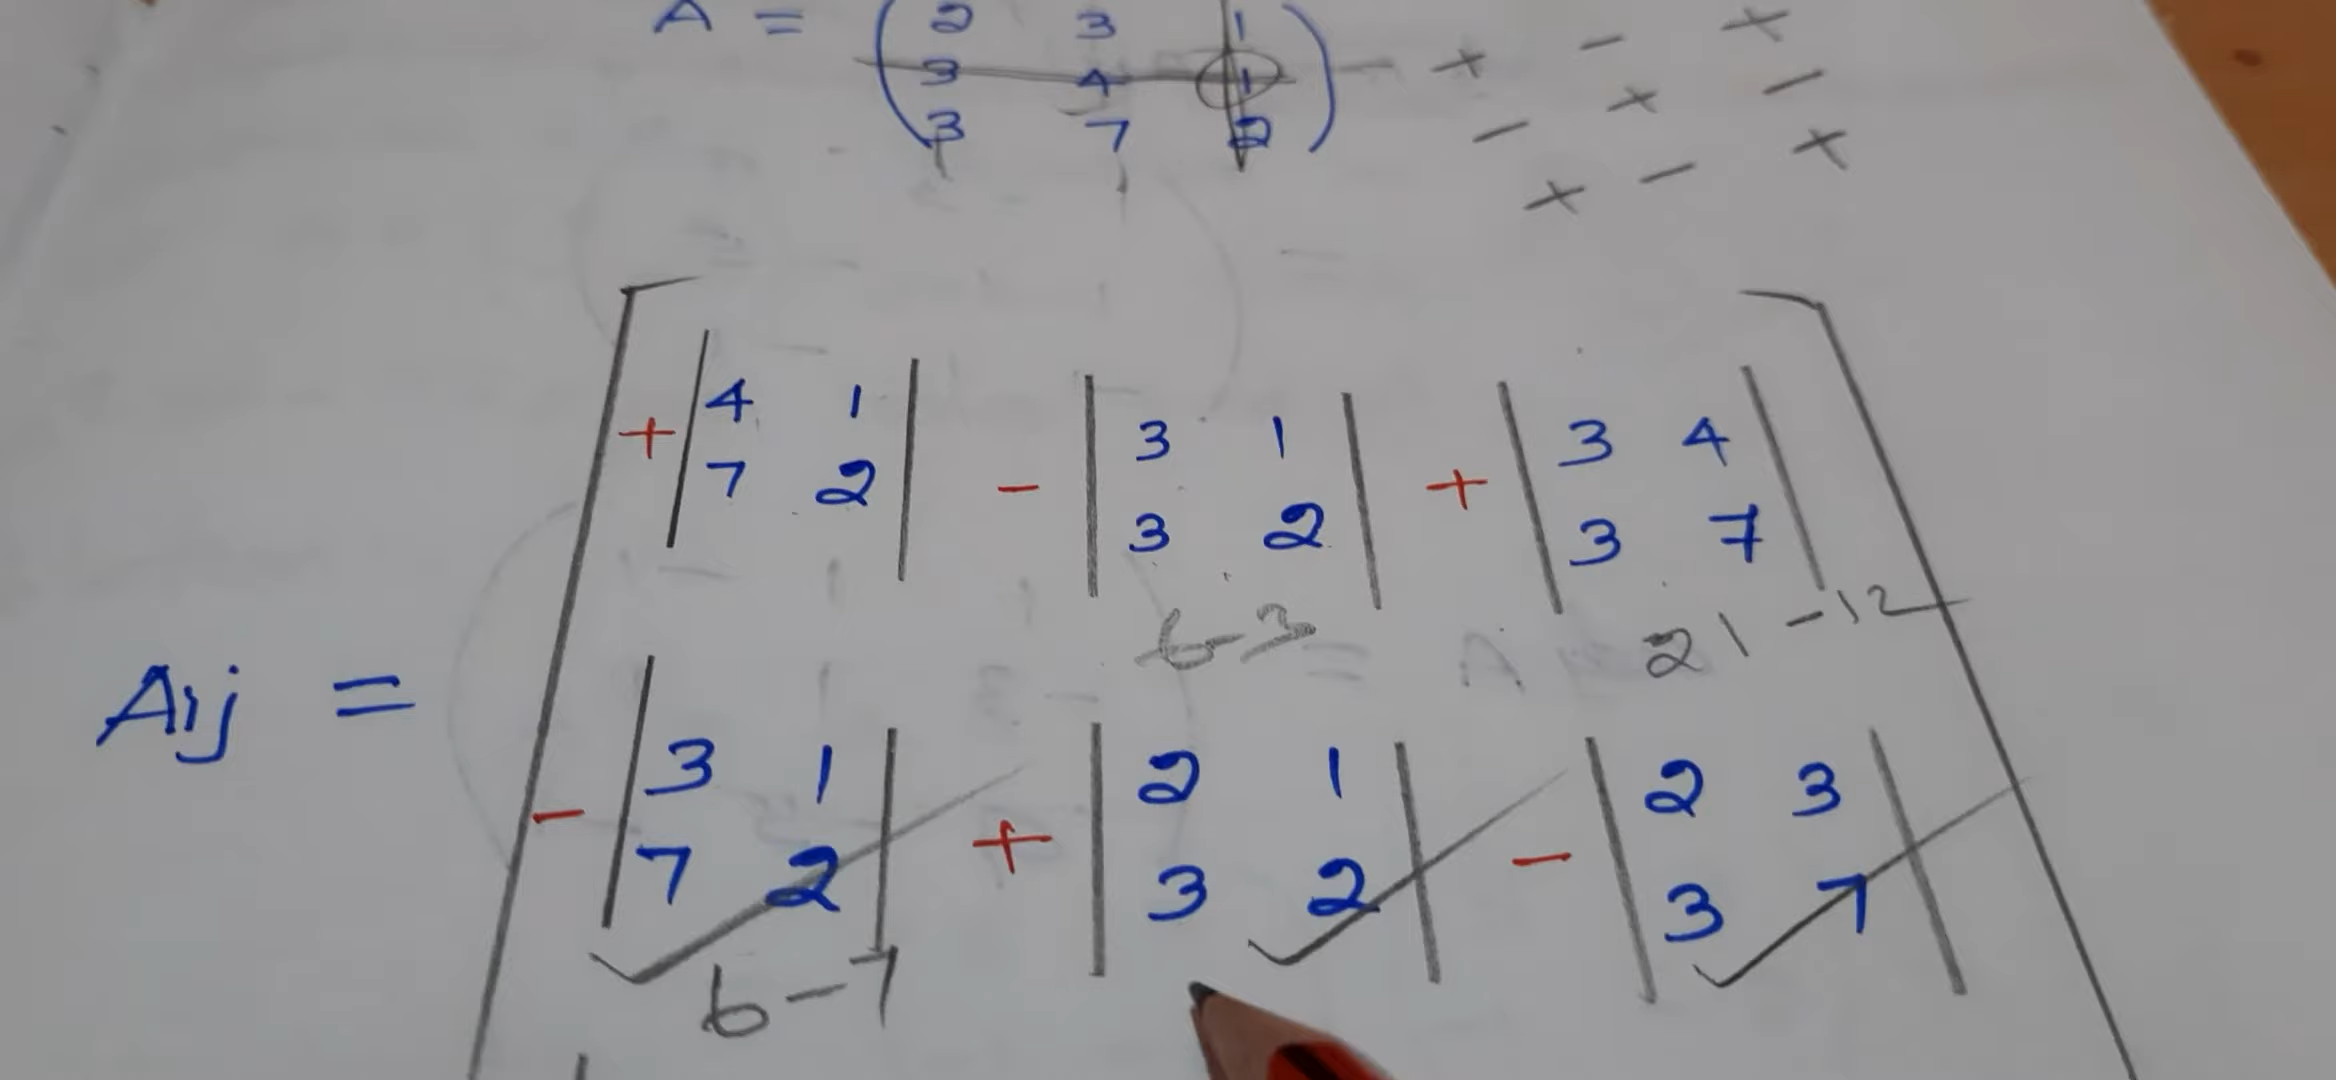 A = ( 2 3 1 ) + - +
3 4 1 - + -
3 7 2 + - +
+ | 4 1 | - | 3 1 | + | 3 4 |
7 2 3 2 3 7
6-3 21-12
Aij =
- | 3 1 | + | 2 1 | - | 2 3 |
7 2 3 2 3 7
6-7